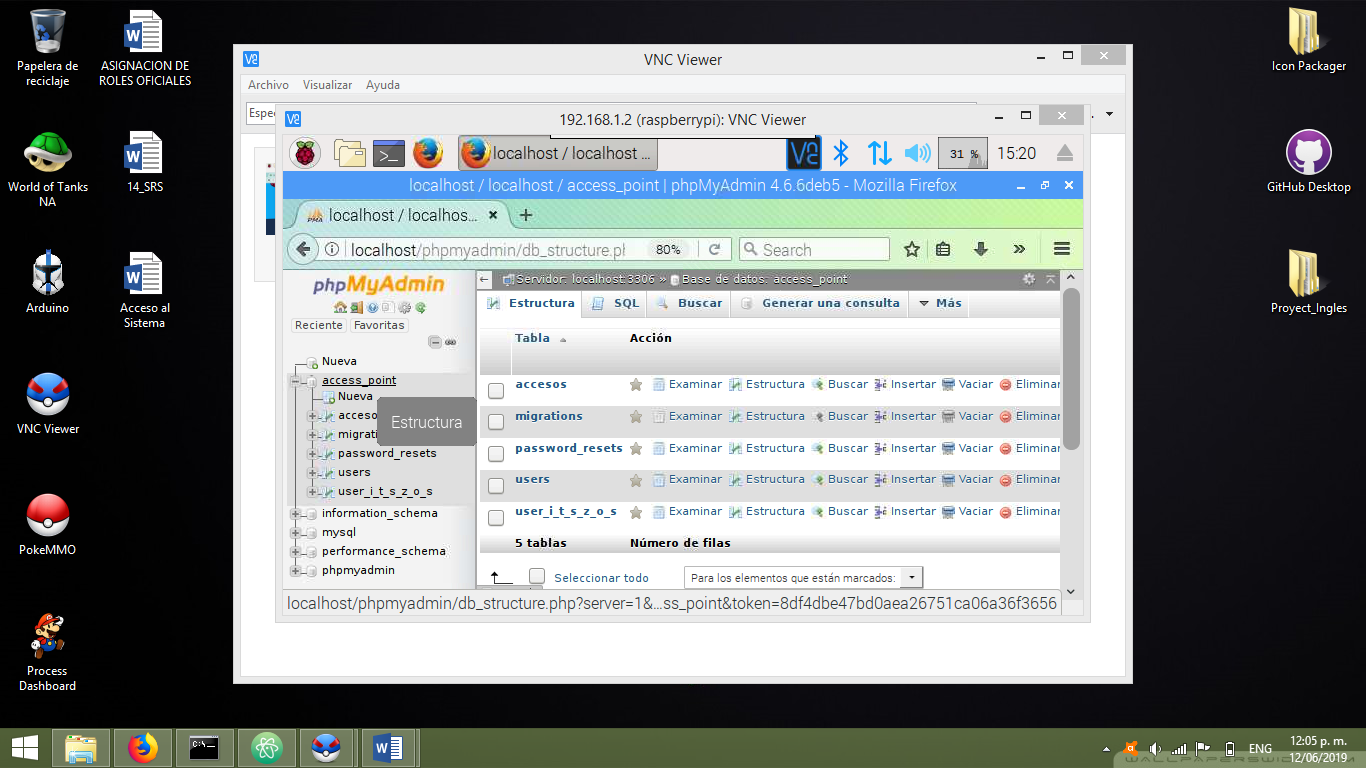 Papelera de
reciclaje
ASIGNACION DE
ROLES OFICIALES
World of Tanks
NA
14_SRS
Arduino
Acceso al
Sistema
VNC Viewer
PokeMMO
Process
Dashboard
Icon Packager
GitHub Desktop
Proyect_Ingles
VNC Viewer
Archivo Visualizar Ayuda
Espec
192.168.1.2 (raspberrypi): VNC Viewer
localhost / localhost ...
31 %
15:20
localhost / localhost / access_point | phpMyAdmin 4.6.6deb5 - Mozilla Firefox
localhost / localhos...
localhost/phpmyadmin/db_structure.ph
80%
Search
phpMyAdmin
Reciente Favoritas
Nueva
access_point
Nueva
acceso
migrati
password_resets
users
user_i_t_s_z_o_s
information_schema
mysql
performance_schema
phpmyadmin
Estructura
Servidor: localhost:3306 » Base de datos: access_point
Estructura SQL Buscar Generar una consulta Más
Tabla Acción
accesos Examinar Estructura Buscar Insertar Vaciar Eliminar
migrations Examinar Estructura Buscar Insertar Vaciar Eliminar
password_resets Examinar Estructura Buscar Insertar Vaciar Eliminar
users Examinar Estructura Buscar Insertar Vaciar Eliminar
user_i_t_s_z_o_s Examinar Estructura Buscar Insertar Vaciar Eliminar
5 tablas Número de filas
Seleccionar todo Para los elementos que están marcados:
localhost/phpmyadmin/db_structure.php?server=1&...ss_point&token=8df4dbe47bd0aea26751ca06a36f3656
ENG
12:05 p. m.
12/06/2019